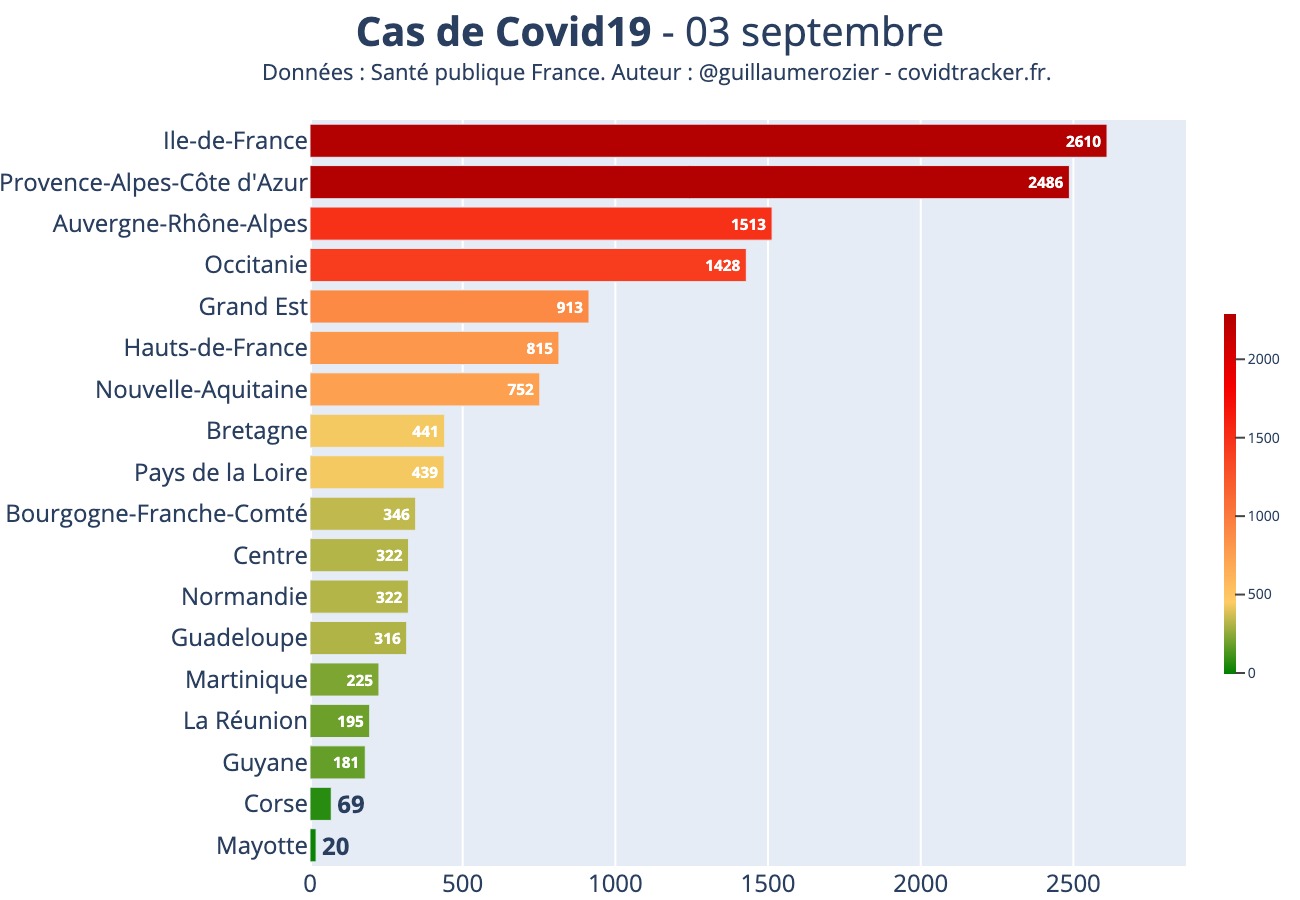 Cas de Covid19 - 03 septembre
Données : Santé publique France. Auteur : @guillaumerozier - covidtracker.fr.
Ile-de-France 2610
Provence-Alpes-Côte d'Azur 2486
Auvergne-Rhône-Alpes 1513
Occitanie 1428
Grand Est 913
Hauts-de-France 815
Nouvelle-Aquitaine 752
Bretagne 441
Pays de la Loire 439
Bourgogne-Franche-Comté 346
Centre 322
Normandie 322
Guadeloupe 316
Martinique 225
La Réunion 195
Guyane 181
Corse 69
Mayotte 20
0 500 1000 1500 2000 2500
2000
1500
1000
500
0